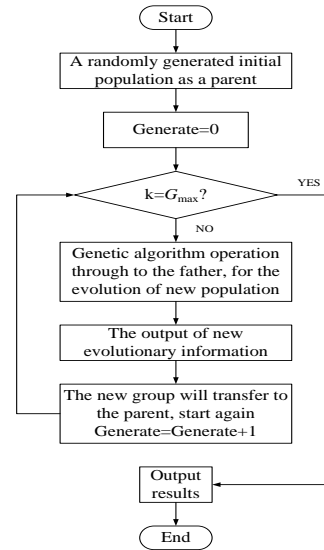 Start
A randomly generated initial
population as a parent
Generate=0
k=Gmax?
YES
NO
Genetic algorithm operation
through to the father, for the
evolution of new population
The output of new
evolutionary information
The new group will transfer to
the parent, start again
Generate=Generate+1
Output
results
End